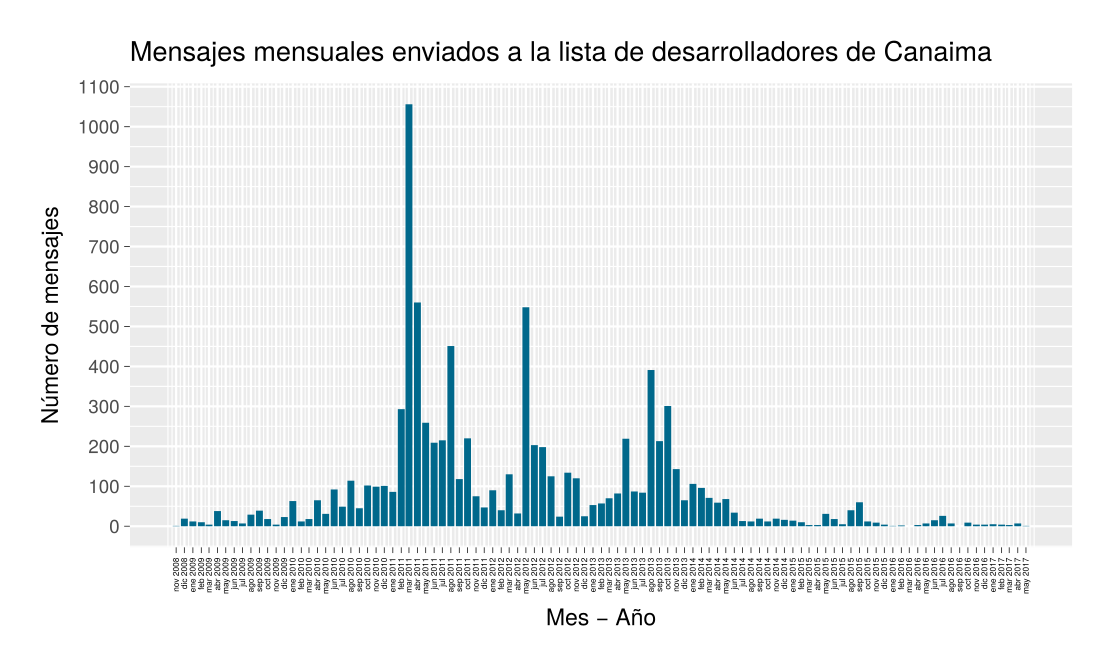 Mensajes mensuales enviados a la lista de desarrolladores de Canaima
Número de mensajes
1100
1000
900
800
700
600
500
400
300
200
100
0
nov 2008
dic 2008
ene 2009
feb 2009
mar 2009
abr 2009
may 2009
jun 2009
jul 2009
ago 2009
sep 2009
oct 2009
nov 2009
dic 2009
ene 2010
feb 2010
mar 2010
abr 2010
may 2010
jun 2010
jul 2010
ago 2010
sep 2010
oct 2010
nov 2010
dic 2010
ene 2011
feb 2011
mar 2011
abr 2011
may 2011
jun 2011
jul 2011
ago 2011
sep 2011
oct 2011
nov 2011
dic 2011
ene 2012
feb 2012
mar 2012
abr 2012
may 2012
jun 2012
jul 2012
ago 2012
sep 2012
oct 2012
nov 2012
dic 2012
ene 2013
feb 2013
mar 2013
abr 2013
may 2013
jun 2013
jul 2013
ago 2013
sep 2013
oct 2013
nov 2013
dic 2013
ene 2014
feb 2014
mar 2014
abr 2014
may 2014
jun 2014
jul 2014
ago 2014
sep 2014
oct 2014
nov 2014
dic 2014
ene 2015
feb 2015
mar 2015
abr 2015
may 2015
jun 2015
jul 2015
ago 2015
sep 2015
oct 2015
nov 2015
dic 2015
ene 2016
feb 2016
mar 2016
abr 2016
may 2016
jun 2016
jul 2016
ago 2016
sep 2016
oct 2016
nov 2016
dic 2016
ene 2017
feb 2017
mar 2017
abr 2017
may 2017
Mes − Año